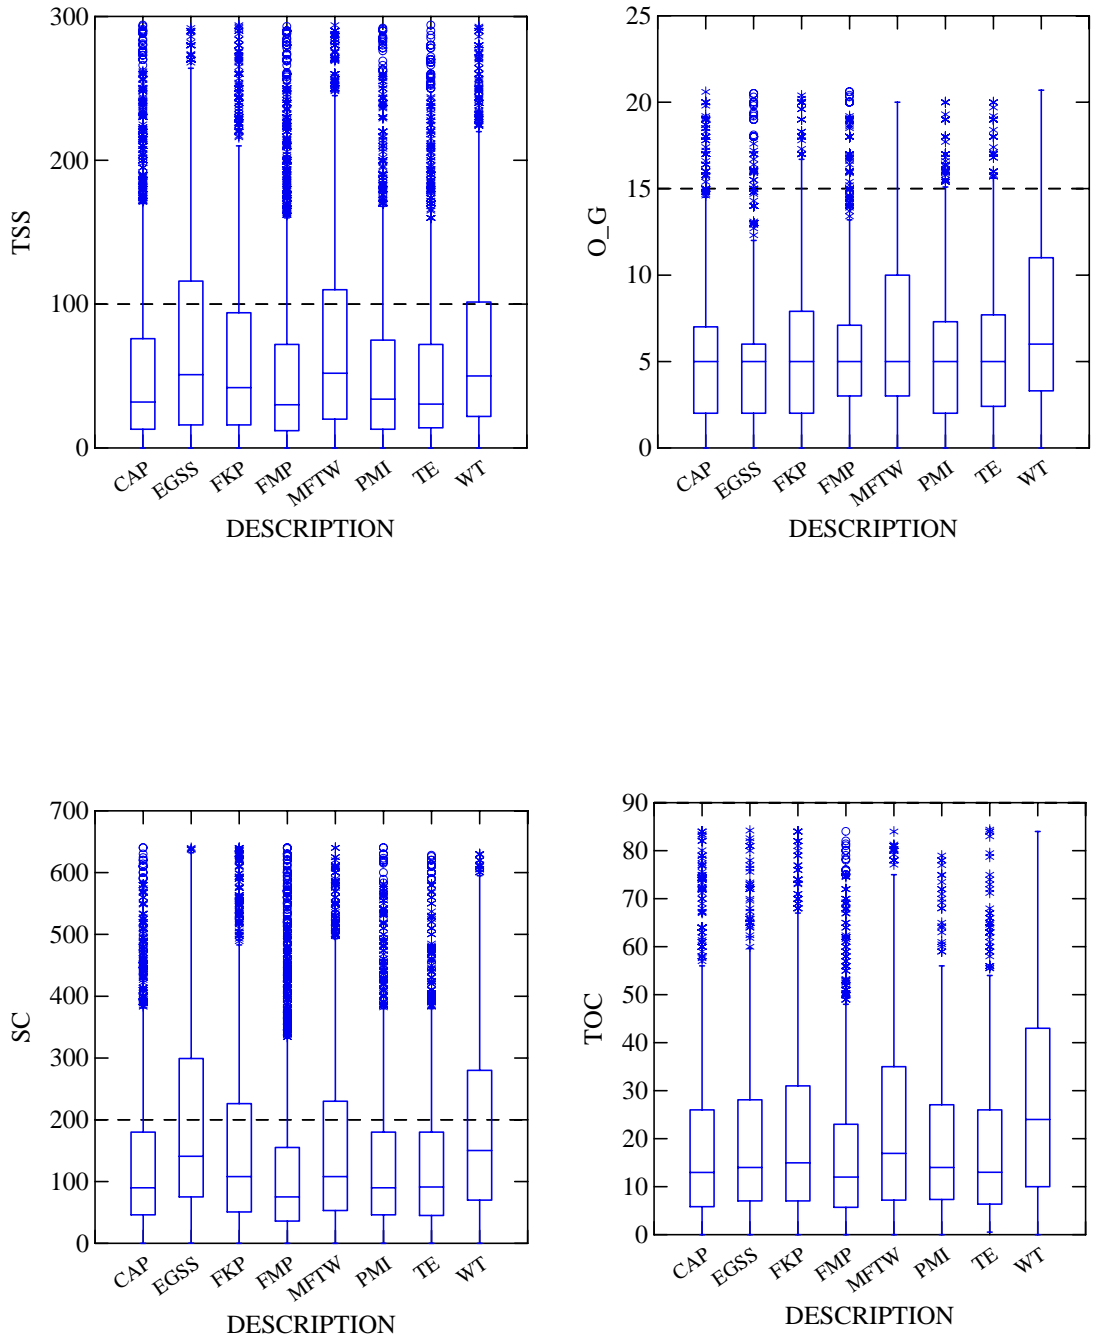 300
200
100
0
TSS
CAP
EGSS
FKP
FMP
MFTW
PMI
TE
WT
DESCRIPTION
25
20
15
10
5
0
O_G
CAP
EGSS
FKP
FMP
MFTW
PMI
TE
WT
DESCRIPTION
700
600
500
400
300
200
100
0
SC
CAP
EGSS
FKP
FMP
MFTW
PMI
TE
WT
DESCRIPTION
90
80
70
60
50
40
30
20
10
0
TOC
CAP
EGSS
FKP
FMP
MFTW
PMI
TE
WT
DESCRIPTION